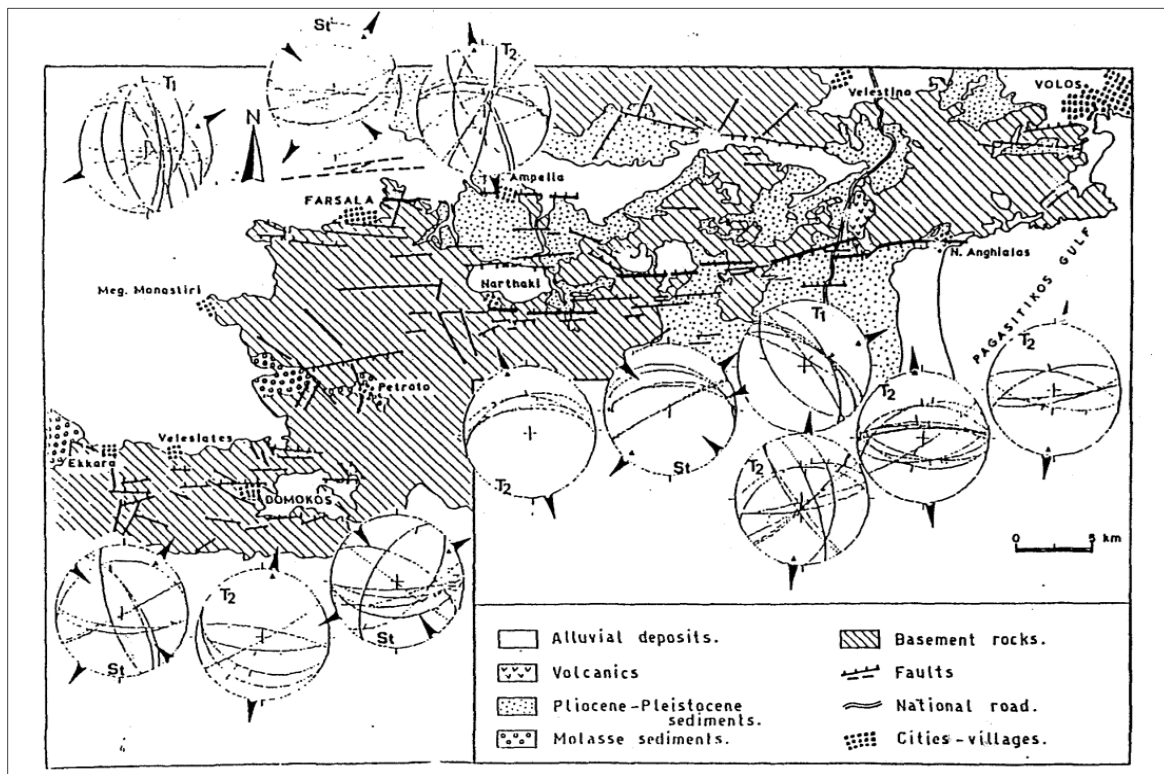 St
T1
T2
N
Velestino
VOLOS
Ampelia
FARSALA
N. Anghialos
Narthaki
Meg. Monastiri
PAGASITIKOS GULF
T1
T2
Petroto
T2
St
T2
T2
Velesiotes
Ekkara
DOMOKOS
0 5 km
T2
St
St
Alluvial deposits.
Basement rocks.
Volcanics
Faults
Pliocene-Pleistocene
sediments.
National road.
Molasse sediments.
Cities-villages.